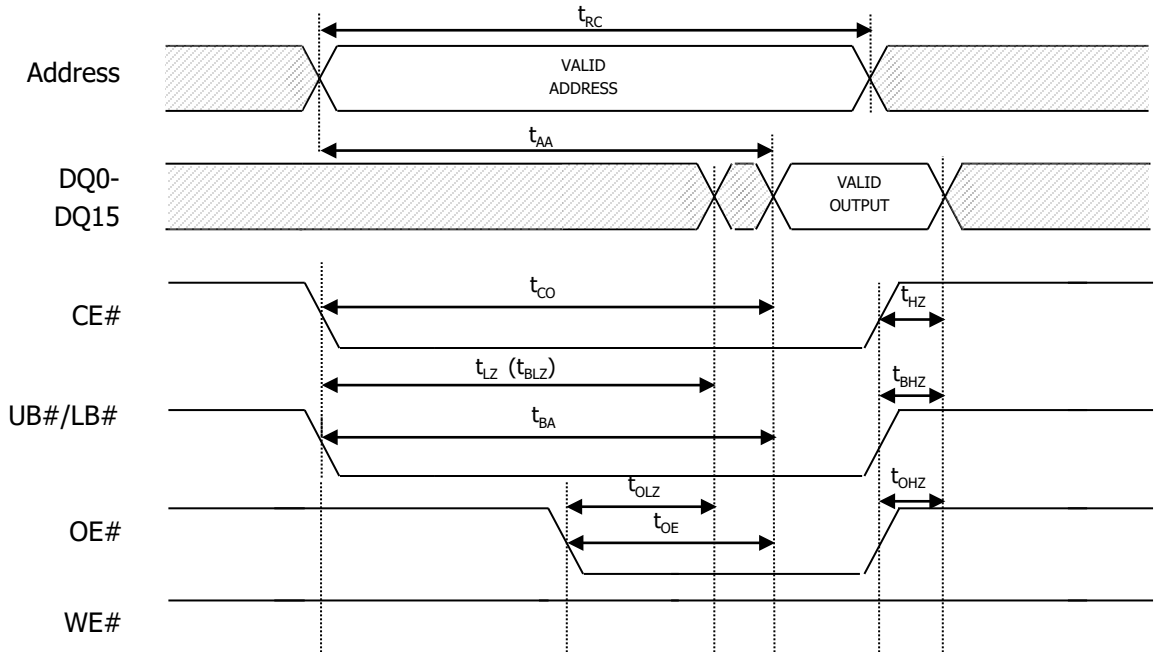 tRC
Address
VALID
ADDRESS
tAA
DQ0-
DQ15
VALID
OUTPUT
tCO
tHZ
CE#
tLZ (tBLZ)
tBHZ
UB#/LB#
tBA
tOLZ
tOHZ
OE#
tOE
WE#